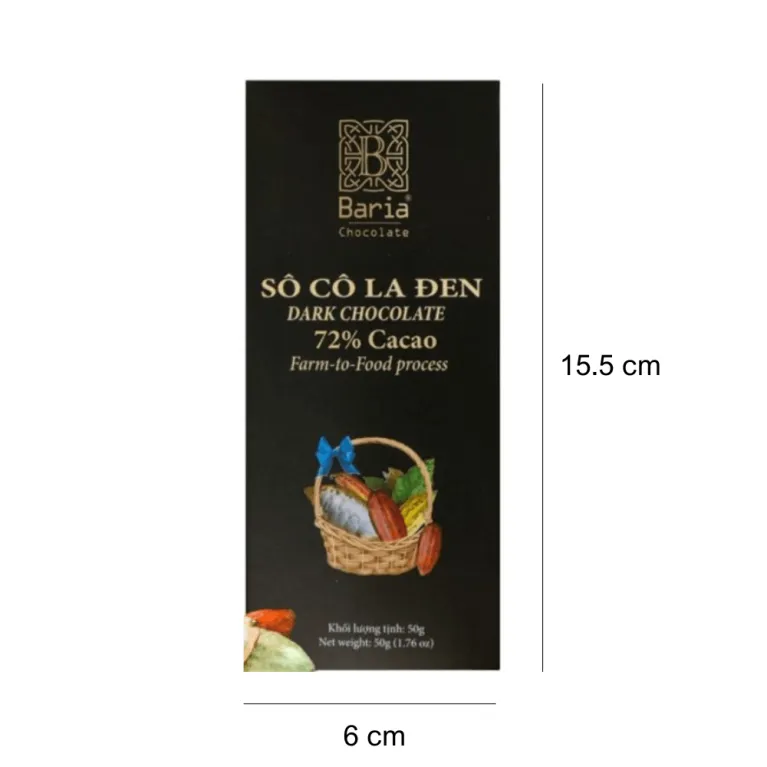 B
Baria®
Chocolate
SÔ CÔ LA ĐEN
DARK CHOCOLATE
72% Cacao
Farm-to-Food process
Khối lượng tịnh: 50g
Net weight: 50g (1.76 oz)
15.5 cm
6 cm